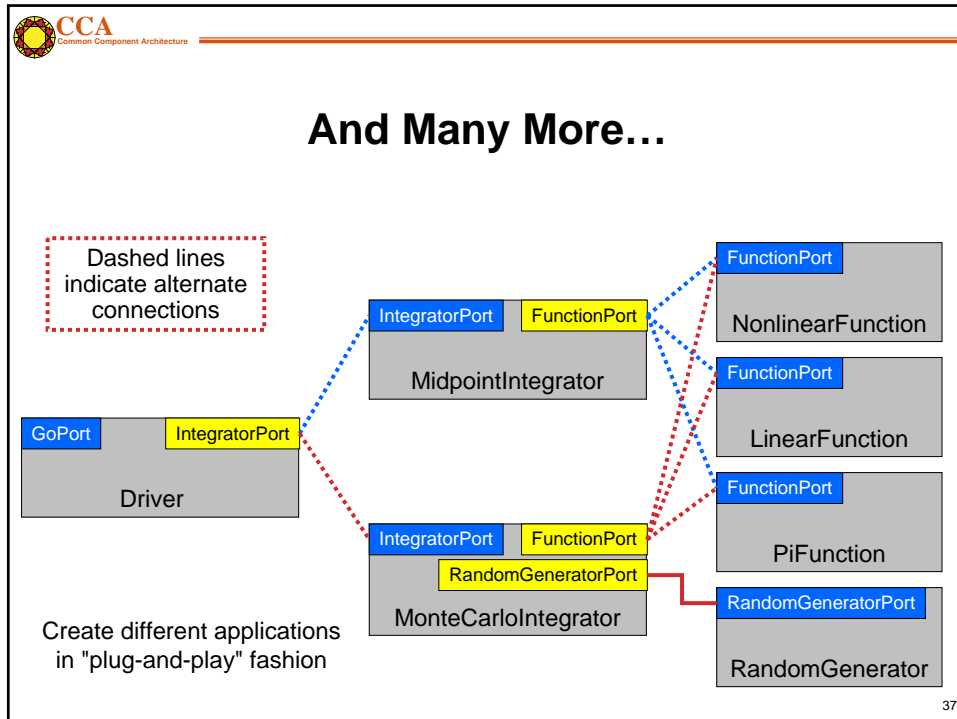 CCA
Common Component Architecture
And Many More…
Dashed lines
indicate alternate
connections
GoPort
IntegratorPort
Driver
IntegratorPort
FunctionPort
MidpointIntegrator
IntegratorPort
FunctionPort
RandomGeneratorPort
MonteCarloIntegrator
FunctionPort
NonlinearFunction
FunctionPort
LinearFunction
FunctionPort
PiFunction
RandomGeneratorPort
RandomGenerator
Create different applications
in "plug-and-play" fashion
37